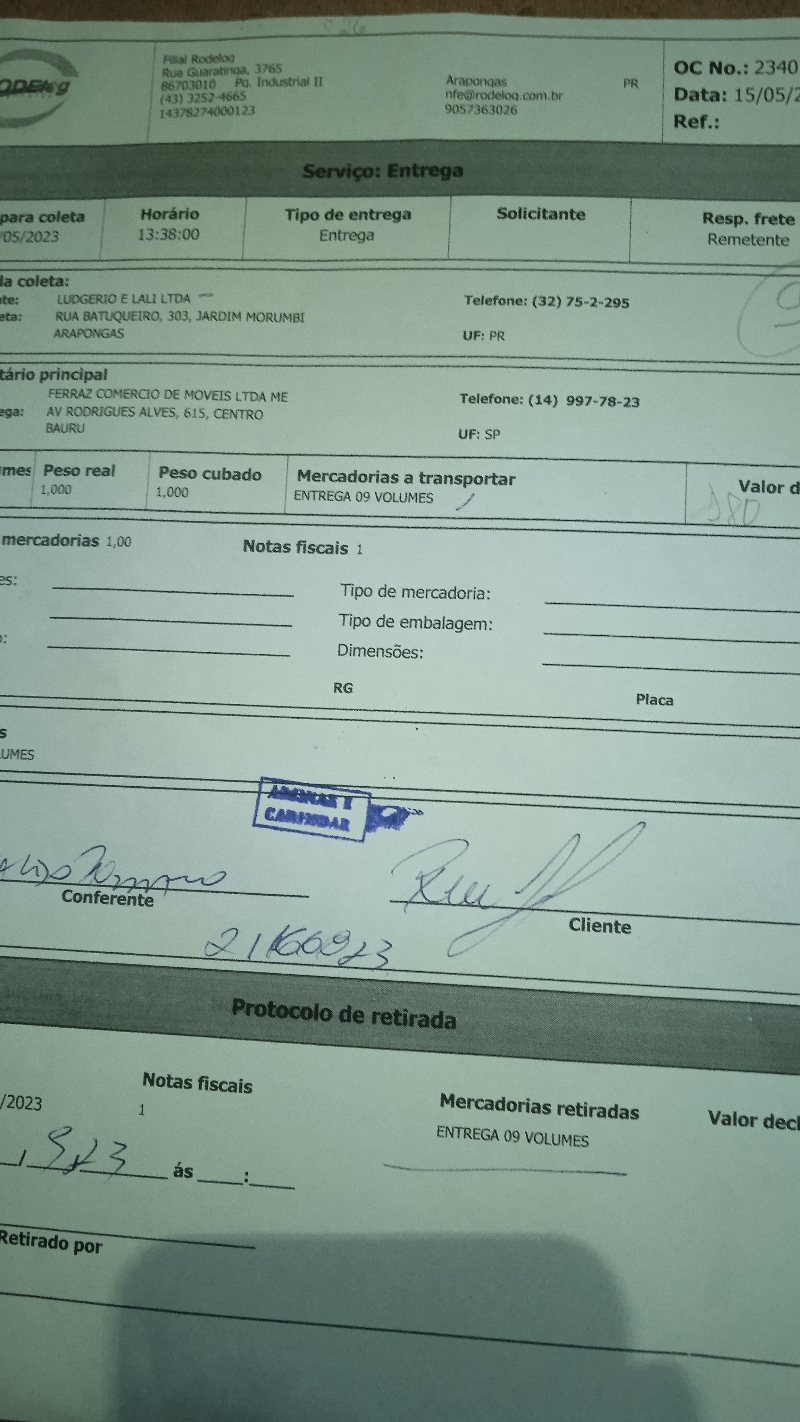 Filial Rodeloq
Rua Guaratinga, 3765
86703010 Pq. Industrial II
(43) 3252-4665
14378274000123
Arapongas PR
nfe@rodeloq.com.br
9057363026
OC No.: 2340
Data: 15/05/2
Ref.:
Serviço: Entrega
para coleta Horário Tipo de entrega Solicitante Resp. frete
/05/2023 13:38:00 Entrega Remetente
da coleta:
te: LUDGERIO E LALI LTDA Telefone: (32) 75-2-295
eta: RUA BATUQUEIRO, 303, JARDIM MORUMBI
ARAPONGAS UF: PR
tário principal
FERRAZ COMERCIO DE MOVEIS LTDA ME Telefone: (14) 997-78-23
ega: AV RODRIGUES ALVES, 615, CENTRO
BAURU UF: SP
umes Peso real Peso cubado Mercadorias a transportar Valor d
1,000 1,000 ENTREGA 09 VOLUMES
180
mercadorias 1,00 Notas fiscais 1
es: Tipo de mercadoria:
Tipo de embalagem:
o: Dimensões:
RG Placa
s
UMES
ASSINAR E
CARIMBAR
Conferente Cliente
Protocolo de retirada
Notas fiscais Mercadorias retiradas Valor decl
/2023 1 ENTREGA 09 VOLUMES
ás ___:___
Retirado por